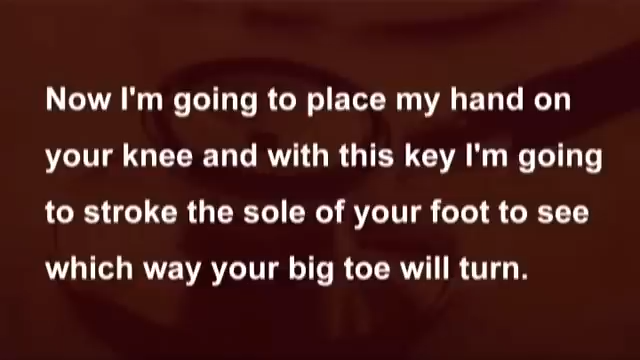 Now I'm going to place my hand on
your knee and with this key I'm going
to stroke the sole of your foot to see
which way your big toe will turn.